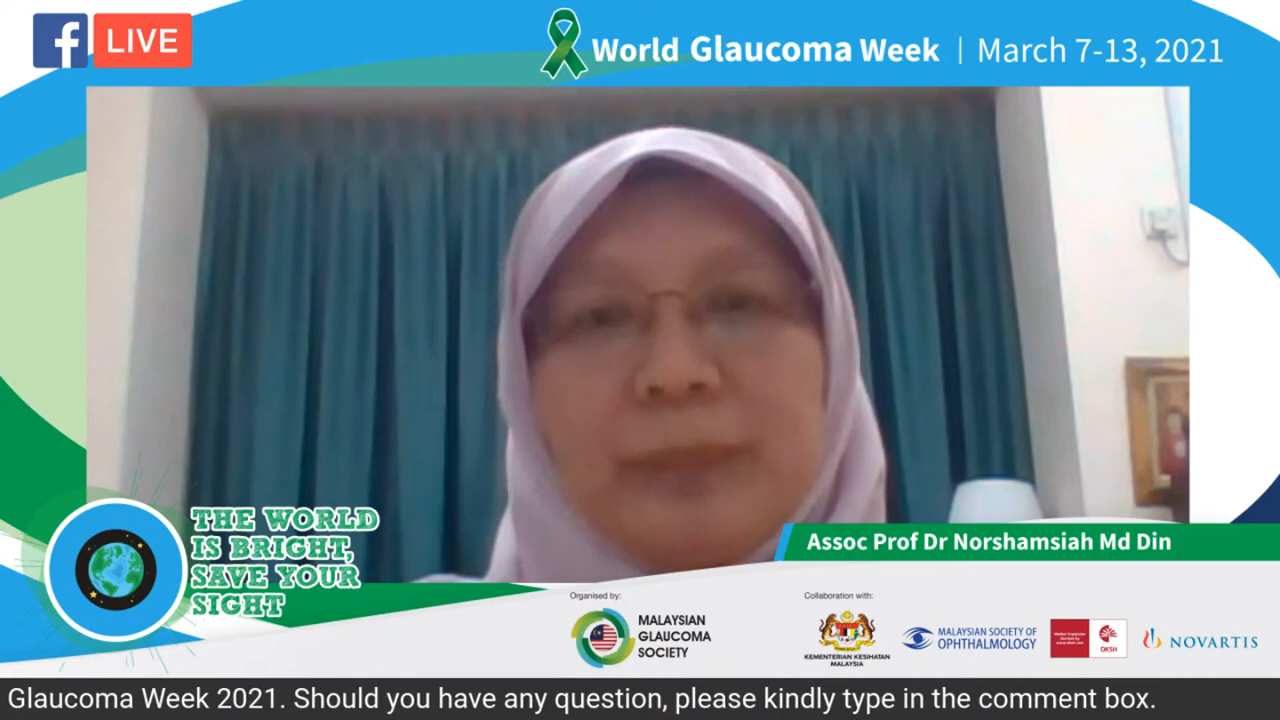 f LIVE
World Glaucoma Week | March 7-13, 2021
THE WORLD
IS BRIGHT,
SAVE YOUR
SIGHT
Assoc Prof Dr Norshamsiah Md Din
Organised by:
MALAYSIAN
GLAUCOMA
SOCIETY
Collaboration with:
KEMENTERIAN KESIHATAN
MALAYSIA
MALAYSIAN SOCIETY OF
OPHTHALMOLOGY
DKSH
NOVARTIS
Glaucoma Week 2021. Should you have any question, please kindly type in the comment box.